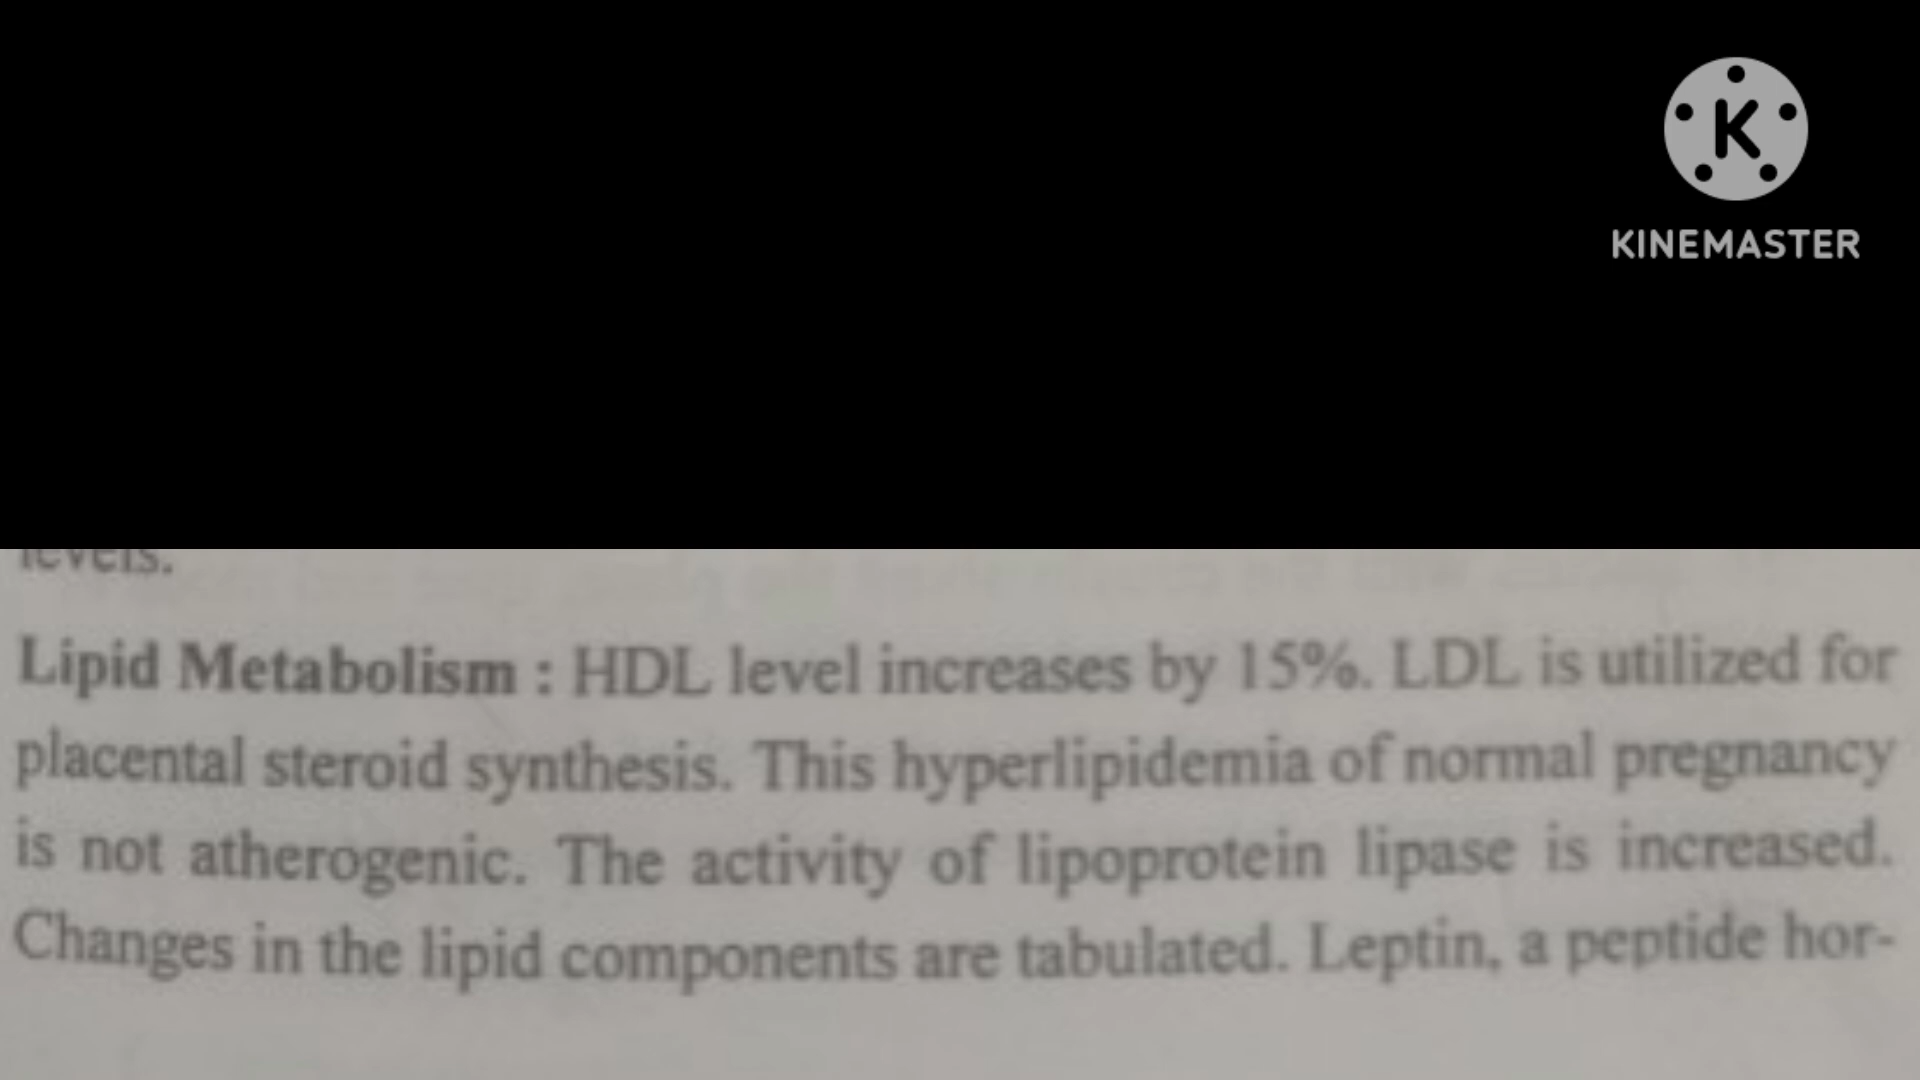 KINEMASTER
levels.
Lipid Metabolism : HDL level increases by 15%. LDL is utilized for
placental steroid synthesis. This hyperlipidemia of normal pregnancy
is not atherogenic. The activity of lipoprotein lipase is increased.
Changes in the lipid components are tabulated. Leptin, a peptide hor-